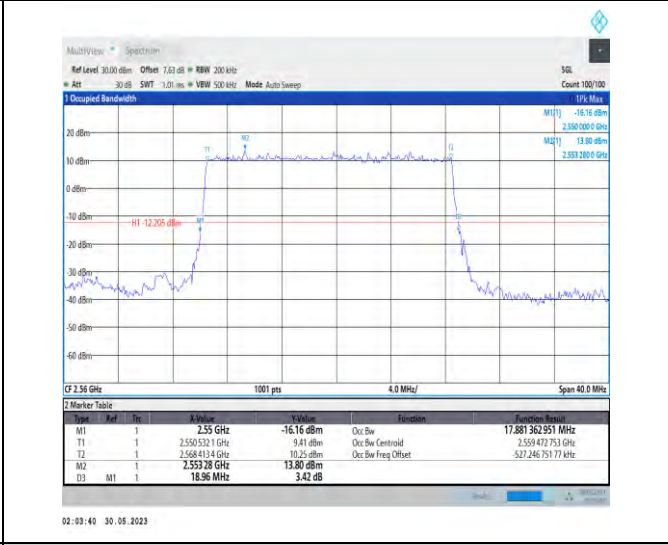 MultiView Spectrum
Ref Level 30.00 dBm Offset 7.63 dB RBW 200 kHz SGL
Att 30 dB SWT 1.01 ms VBW 500 kHz Mode Auto Sweep Count 100/100
1 Occupied Bandwidth 1Pk Max
M1[1] -16.16 dBm
2.550 000 0 GHz
M2[1] 13.80 dBm
2.553 280 0 GHz
20 dBm
M2
T1
T2
10 dBm
0 dBm
-10 dBm
H1 -12.205 dBm
M1
D3
-20 dBm
-30 dBm
-40 dBm
-50 dBm
-60 dBm
CF 2.56 GHz 1001 pts 4.0 MHz/ Span 40.0 MHz
2 Marker Table
Type Ref Trc X-Value Y-Value Function Function Result
M1 1 2.55 GHz -16.16 dBm Occ Bw 17.881 362 951 MHz
T1 1 2.550 532 1 GHz 9.41 dBm Occ Bw Centroid 2.559 472 753 GHz
T2 1 2.568 413 4 GHz 10.25 dBm Occ Bw Freq Offset -527.246 751 77 kHz
M2 1 2.553 28 GHz 13.80 dBm
D3 M1 1 18.96 MHz 3.42 dB
02:03:40 30.05.2023